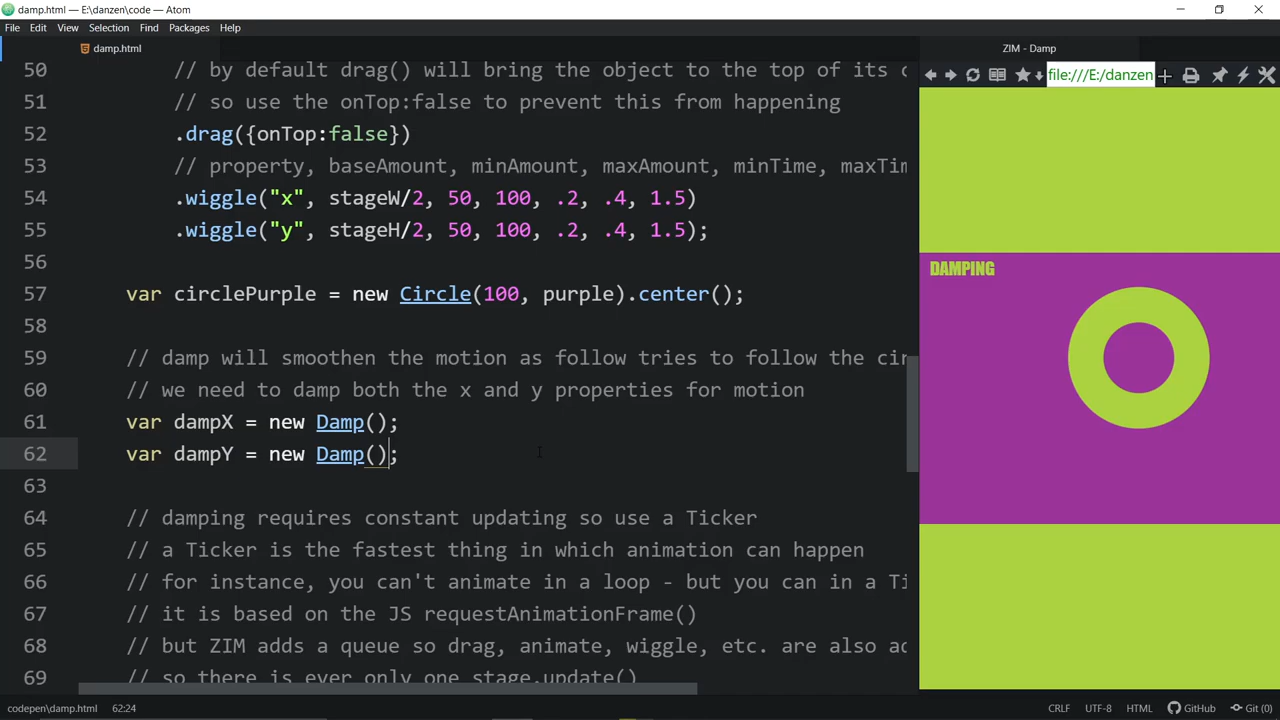 damp.html — E:\danzen\code — Atom
File Edit View Selection Find Packages Help
damp.html
ZIM - Damp
file:///E:/danzen
50 // by default drag() will bring the object to the top of its c
51 // so use the onTop:false to prevent this from happening
52 .drag({onTop:false})
53 // property, baseAmount, minAmount, maxAmount, minTime, maxTim
54 .wiggle("x", stageW/2, 50, 100, .2, .4, 1.5)
55 .wiggle("y", stageH/2, 50, 100, .2, .4, 1.5);
56
57 var circlePurple = new Circle(100, purple).center();
58
59 // damp will smoothen the motion as follow tries to follow the cir
60 // we need to damp both the x and y properties for motion
61 var dampX = new Damp();
62 var dampY = new Damp();
63
64 // damping requires constant updating so use a Ticker
65 // a Ticker is the fastest thing in which animation can happen
66 // for instance, you can't animate in a loop - but you can in a Ti
67 // it is based on the JS requestAnimationFrame()
68 // but ZIM adds a queue so drag, animate, wiggle, etc. are also ad
69 // so there is ever only one stage.update()
DAMPING
codepen\damp.html 62:24 CRLF UTF-8 HTML GitHub Git (0)